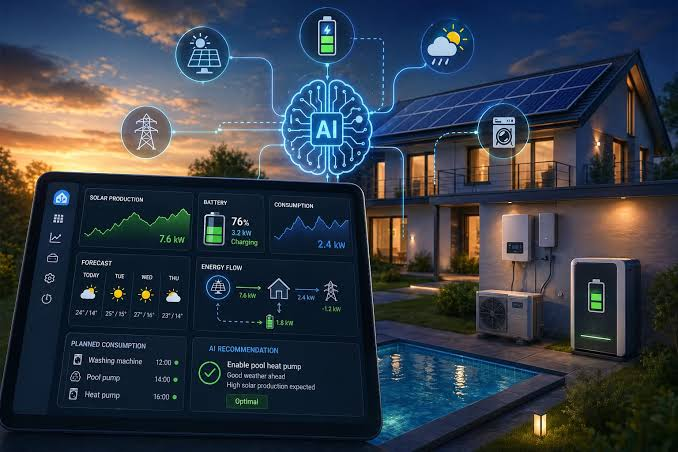 AI
SOLAR PRODUCTION
7.6 kW
BATTERY
76%
3.2 kW
Charging
CONSUMPTION
2.4 kW
FORECAST
TODAY TUE WED THU
24° / 14° 25° / 15° 27° / 16° 23° / 14°
ENERGY FLOW
7.6 kW
2.4 kW
-1.2 kW
1.8 kW
PLANNED CONSUMPTION
Washing machine 12:00
Pool pump 14:00
Heat pump 16:00
AI RECOMMENDATION
Enable pool heat pump
Good weather ahead
High solar production expected
Optimal